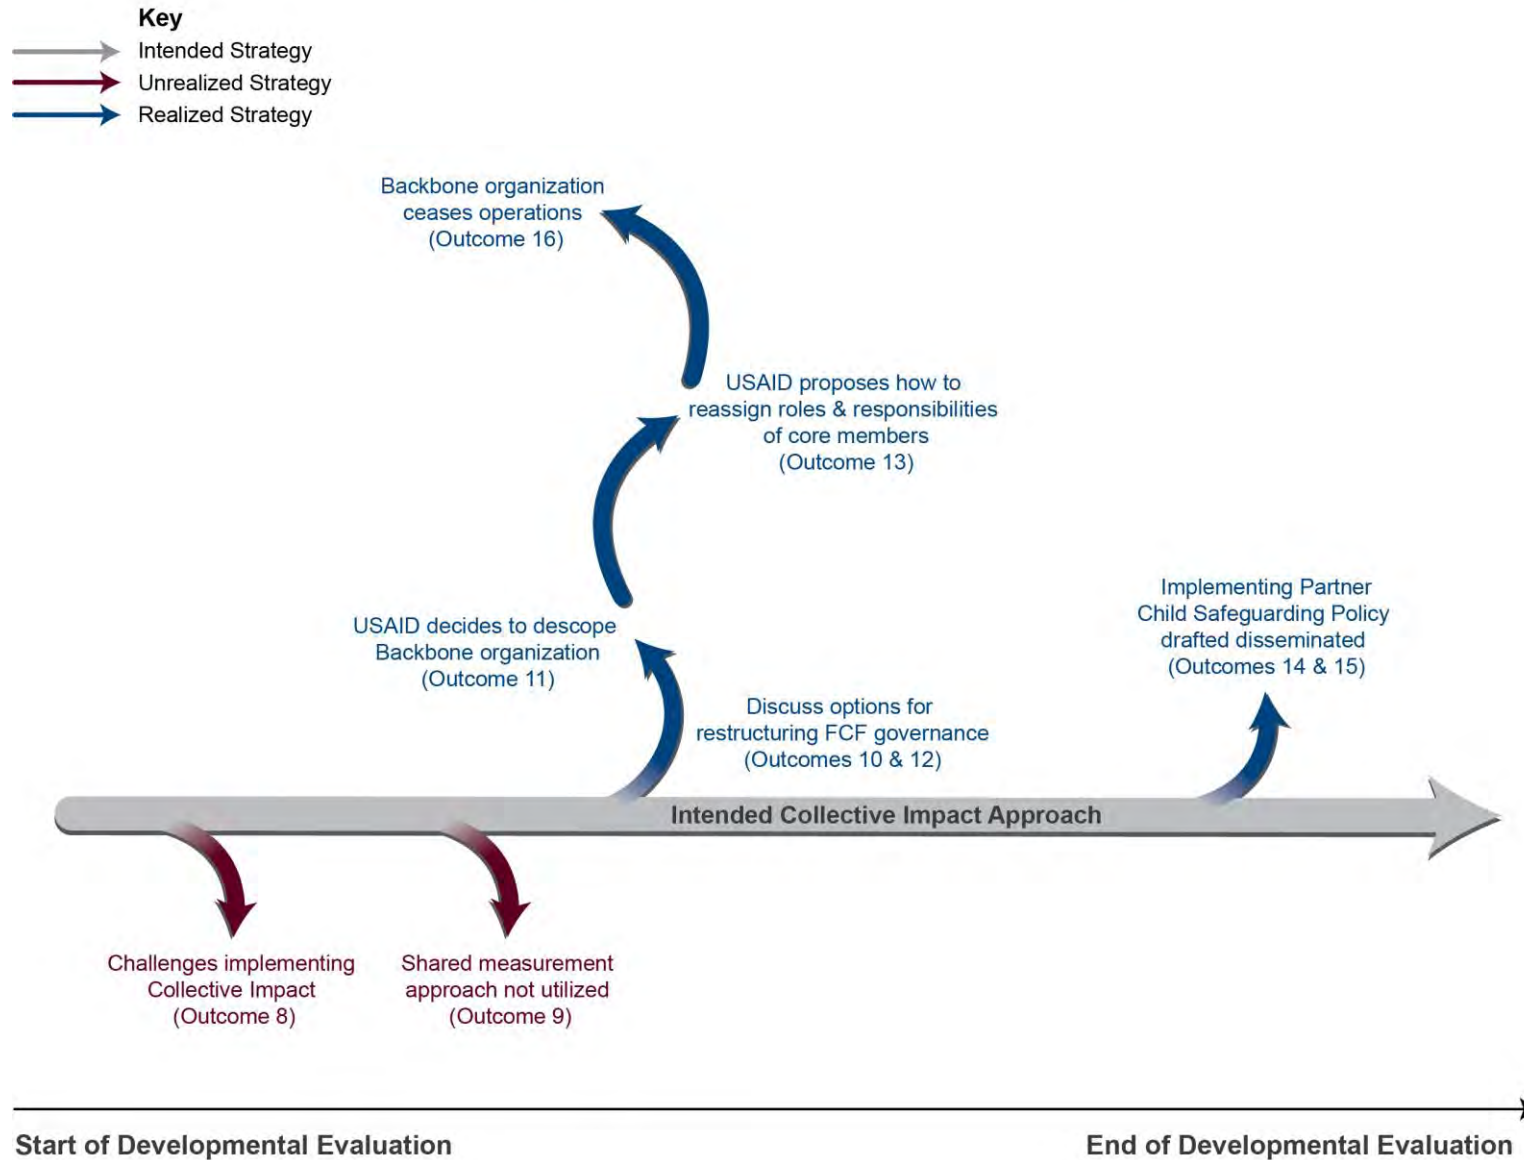 Key
Intended Strategy
Unrealized Strategy
Realized Strategy
Backbone organization
ceases operations
(Outcome 16)
USAID proposes how to
reassign roles & responsibilities
of core members
(Outcome 13)
USAID decides to descope
Backbone organization
(Outcome 11)
Discuss options for
restructuring FCF governance
(Outcomes 10 & 12)
Implementing Partner
Child Safeguarding Policy
drafted disseminated
(Outcomes 14 & 15)
Intended Collective Impact Approach
Challenges implementing
Collective Impact
(Outcome 8)
Shared measurement
approach not utilized
(Outcome 9)
Start of Developmental Evaluation
End of Developmental Evaluation